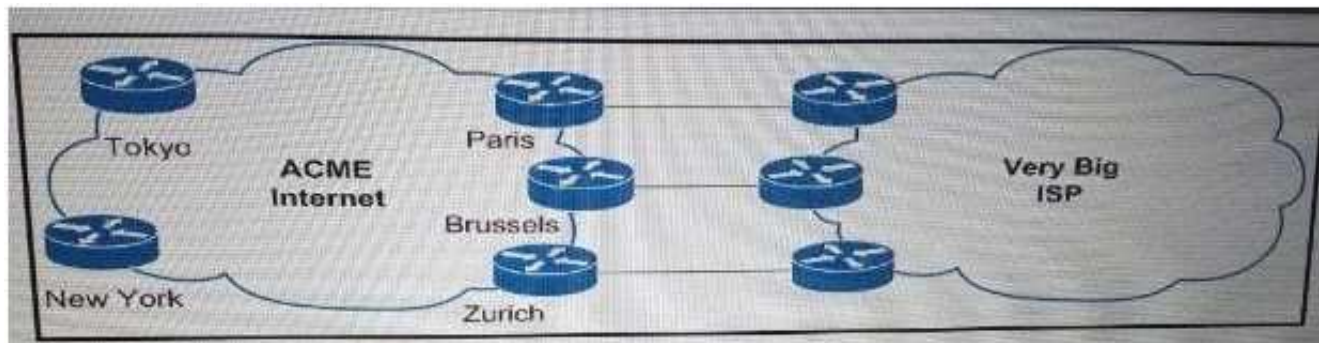 Tokyo
Paris
ACME
Internet
Very Big
ISP
Brussels
New York
Zurich